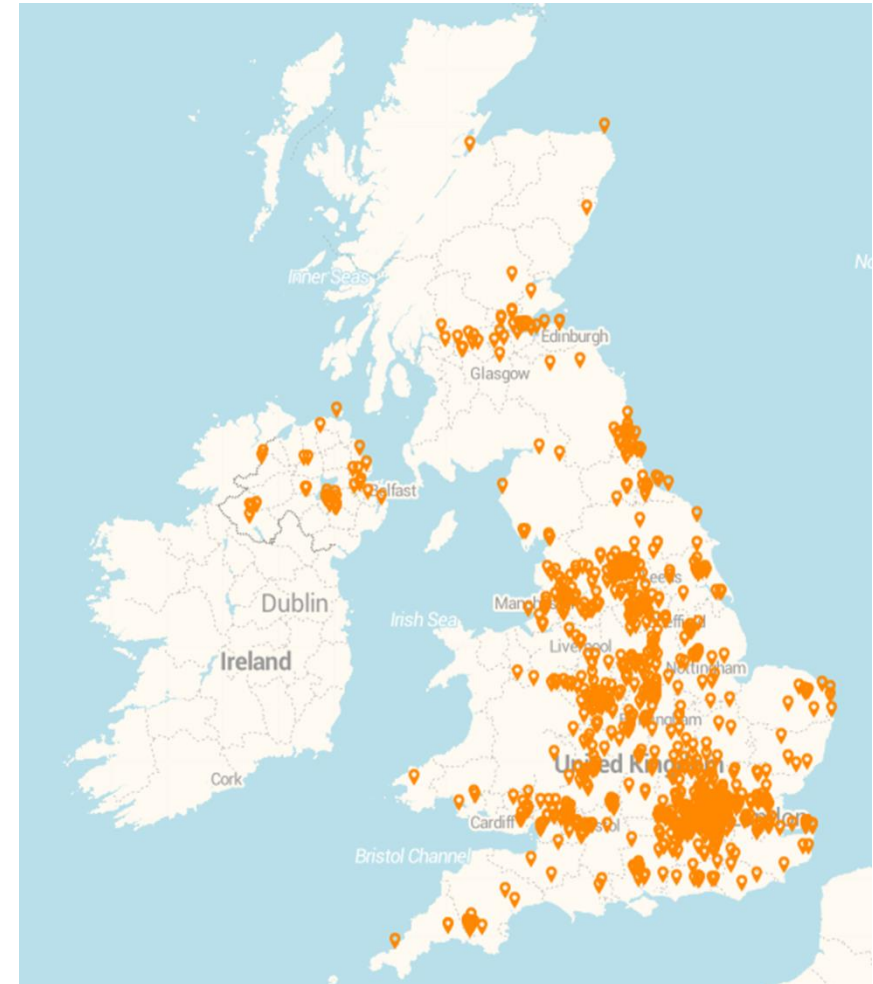 No
Inner Seas
Edinburgh
Glasgow
Belfast
Dublin
Leeds
Irish Sea
Sheffield
Liverpool
Nottingham
Ireland
Birmingham
United Kingdom
Cork
London
Cardiff
Bristol
Bristol Channel